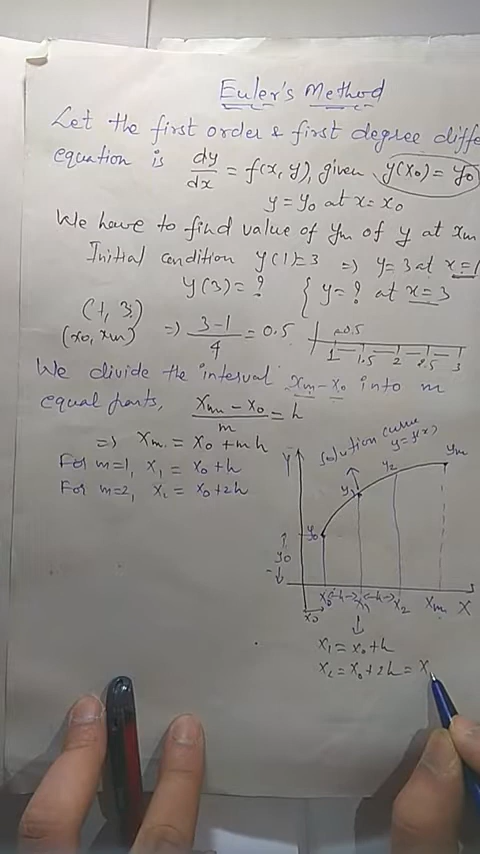 Euler's Method
Let the first order & first degree diffe
equation is dy/dx = f(x, y), given y(x₀) = y₀
y = y₀ at x = x₀
We have to find value of yₘ of y at xₘ
Initial condition y(1)=3 => y = 3 at x = 1
y(3) = ? { y = ? at x = 3
(1, 3)
(x₀, xₘ) => 3-1/4 = 0.5
0.5
1 1.5 2 2.5 3
We divide the interval xₘ - x₀ into m
equal parts, xₘ - x₀/m = h
=> xₘ = x₀ + mh
For m=1, x₁ = x₀ + h
For m=2, x₂ = x₀ + 2h
solution curve
y = f(x)
Y
y₀ y₁ y₂ yₘ
y₀
x₀ <-h-> x₁ <-h-> x₂ xₘ X
x₀
x₁ = x₀ + h
x₂ = x₀ + 2h = x